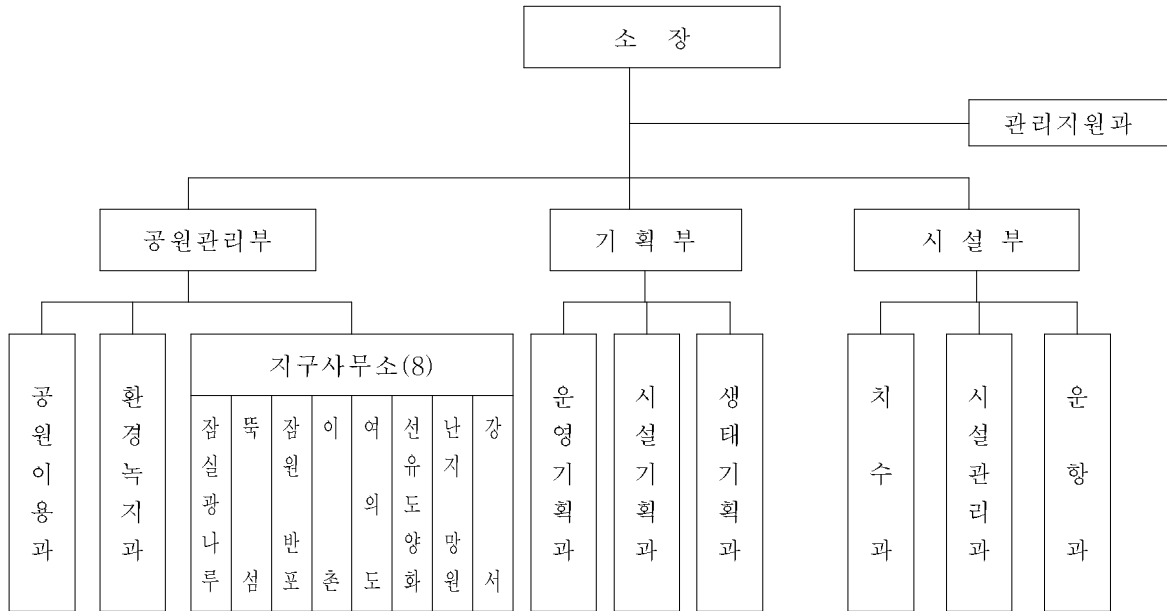 소 장
관리지원과
공원관리부
기 획 부
시 설 부
공원이용과
환경녹지과
지구사무소(8)
잠실광나루
뚝섬
잠원 반포
이촌
여의도
선유도양화
난지 망원
강서
운영기획과
시설기획과
생태기획과
치수과
시설관리과
운항과